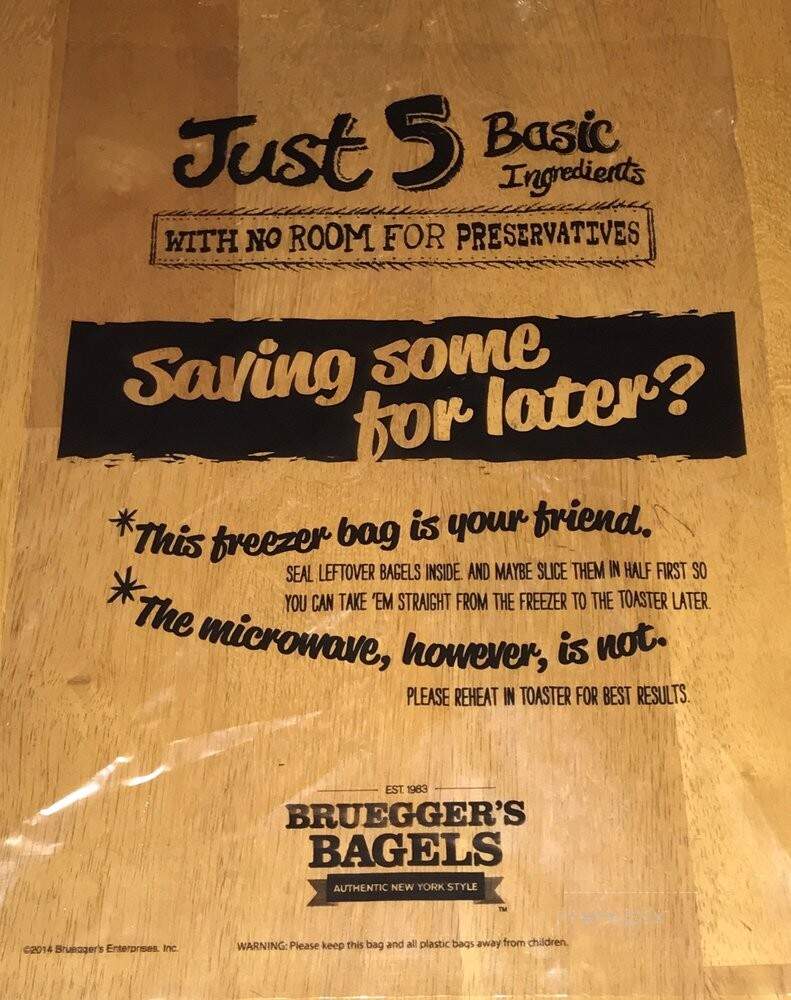 Just 5 Basic
Ingredients
WITH NO ROOM FOR PRESERVATIVES
Saving some
for later?
*This freezer bag is your friend.
SEAL LEFTOVER BAGELS INSIDE. AND MAYBE SLICE THEM IN HALF FIRST SO
YOU CAN TAKE 'EM STRAIGHT FROM THE FREEZER TO THE TOASTER LATER.
*The microwave, however, is not.
PLEASE REHEAT IN TOASTER FOR BEST RESULTS.
EST. 1983
BRUEGGER'S
BAGELS
AUTHENTIC NEW YORK STYLE
TM
©2014 Bruegger's Enterprises, Inc.
WARNING: Please keep this bag and all plastic bags away from children.